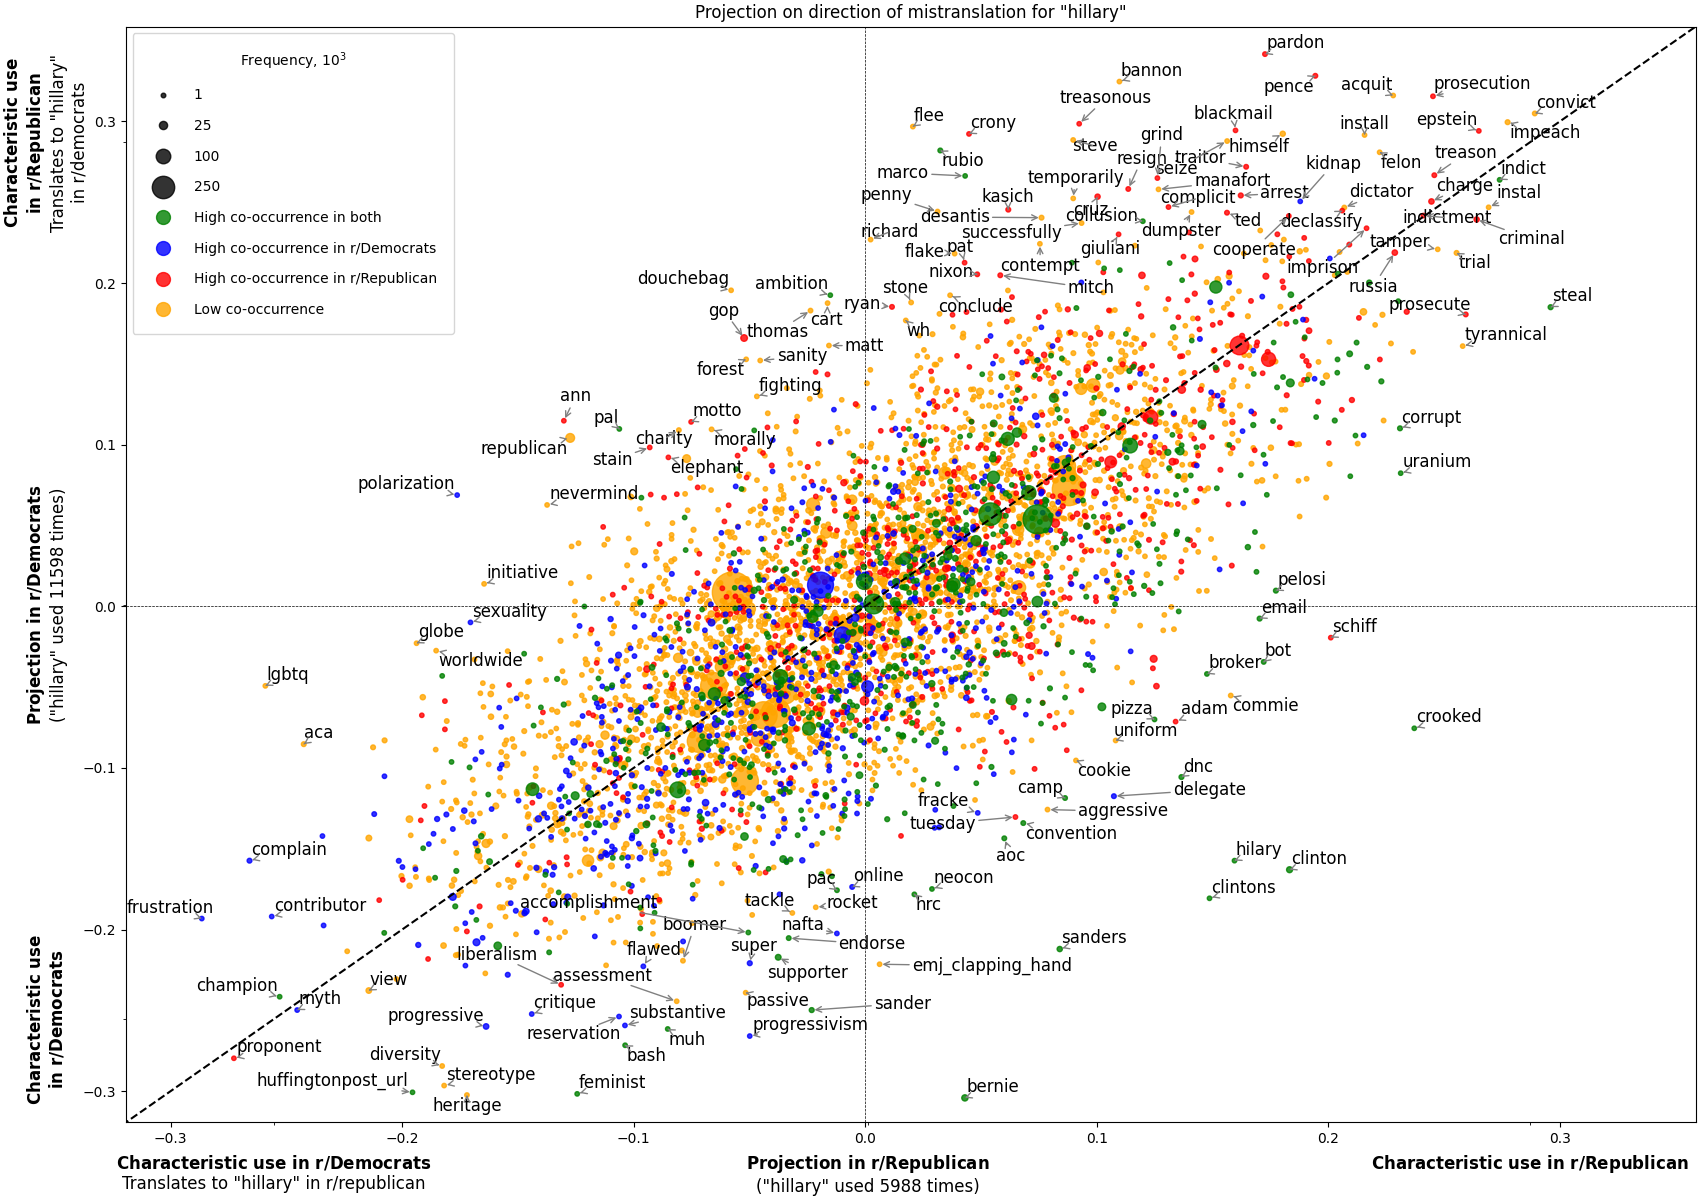 Projection on direction of mistranslation for "hillary"
Characteristic use
in r/Republican
Translates to "hillary"
in r/democrats
Projection in r/Democrats
("hillary" used 11598 times)
Characteristic use
in r/Democrats
Frequency, 10³
1
25
100
250
High co-occurrence in both
High co-occurrence in r/Democrats
High co-occurrence in r/Republican
Low co-occurrence
0.3
0.2
0.1
0.0
−0.1
−0.2
−0.3
pardon
bannon
pence
acquit
prosecution
treasonous
convict
flee
crony
blackmail
install
epstein
impeach
steve
grind
himself
rubio
resign
traitor
kidnap
felon
treason
indict
marco
seize
temporarily
manafort
arrest
dictator
charge
instal
penny
kasich
complicit
desantis
cruz
collusion
ted
declassify
indictment
richard
successfully
dumpster
criminal
flake
pat
giuliani
cooperate
tamper
nixon
contempt
imprison
trial
douchebag
ambition
stone
mitch
russia
gop
ryan
conclude
prosecute
steal
thomas
cart
wh
tyrannical
matt
forest
sanity
fighting
ann
pal
motto
corrupt
republican
charity
morally
stain
elephant
uranium
polarization
nevermind
initiative
pelosi
sexuality
email
globe
schiff
worldwide
bot
lgbtq
broker
pizza
adam
commie
aca
uniform
crooked
cookie
dnc
camp
delegate
fracke
aggressive
tuesday
convention
complain
aoc
hilary
clinton
pac
online
neocon
clintons
frustration
contributor
accomplishment
tackle
rocket
hrc
boomer
nafta
endorse
sanders
liberalism
flawed
super
emj_clapping_hand
assessment
supporter
champion
view
myth
critique
passive
sander
progressive
substantive
reservation
progressivism
muh
proponent
bash
diversity
huffingtonpost_url
stereotype
feminist
bernie
heritage
−0.3
−0.2
−0.1
0.0
0.1
0.2
0.3
Characteristic use in r/Democrats
Translates to "hillary" in r/republican
Projection in r/Republican
("hillary" used 5988 times)
Characteristic use in r/Republican